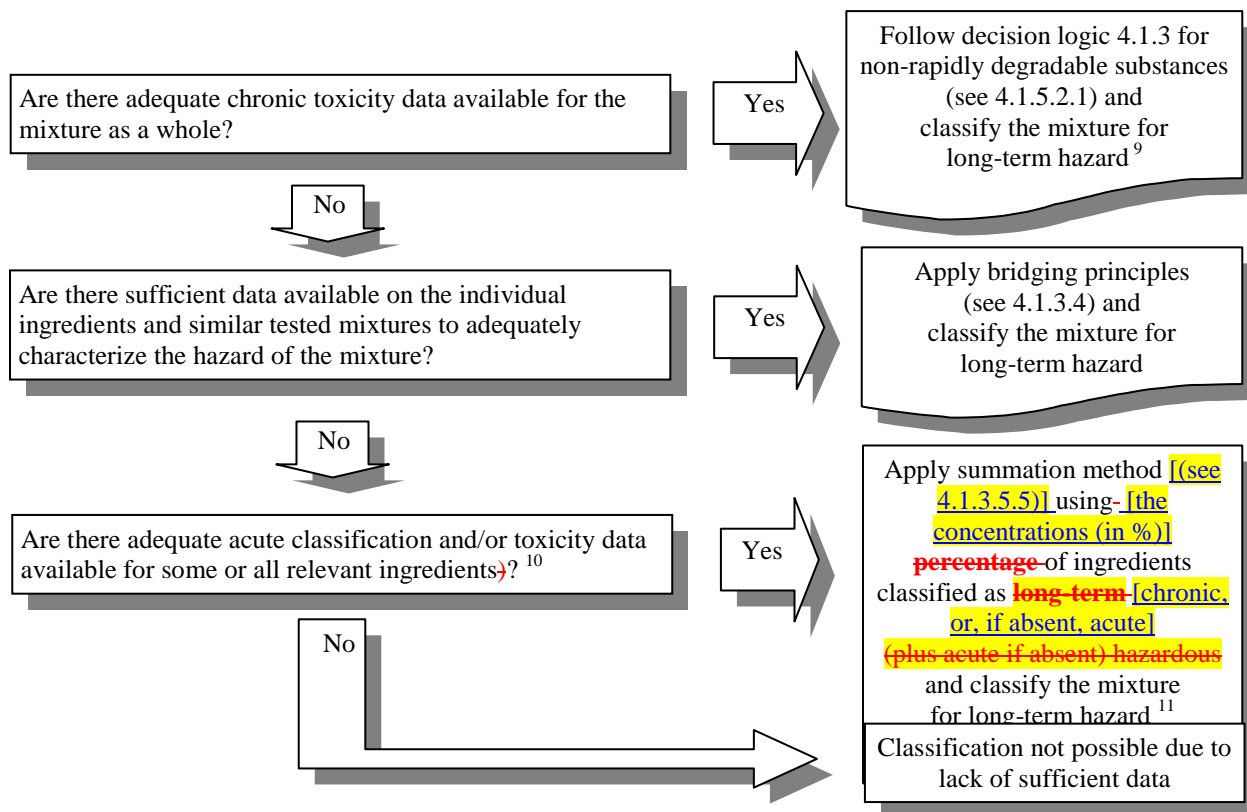 Are there adequate chronic toxicity data available for the
mixture as a whole?
Yes
Follow decision logic 4.1.3 for
non-rapidly degradable substances
(see 4.1.5.2.1) and
classify the mixture for
long-term hazard 9
No
Are there sufficient data available on the individual
ingredients and similar tested mixtures to adequately
characterize the hazard of the mixture?
Yes
Apply bridging principles
(see 4.1.3.4) and
classify the mixture for
long-term hazard
No
Are there adequate acute classification and/or toxicity data
available for some or all relevant ingredients)? 10
Yes
Apply summation method [(see
4.1.3.5.5)] using- [the
concentrations (in %)]
percentage of ingredients
classified as long-term [chronic,
or, if absent, acute]
(plus acute if absent) hazardous
and classify the mixture
for long-term hazard 11
No
Classification not possible due to
lack of sufficient data